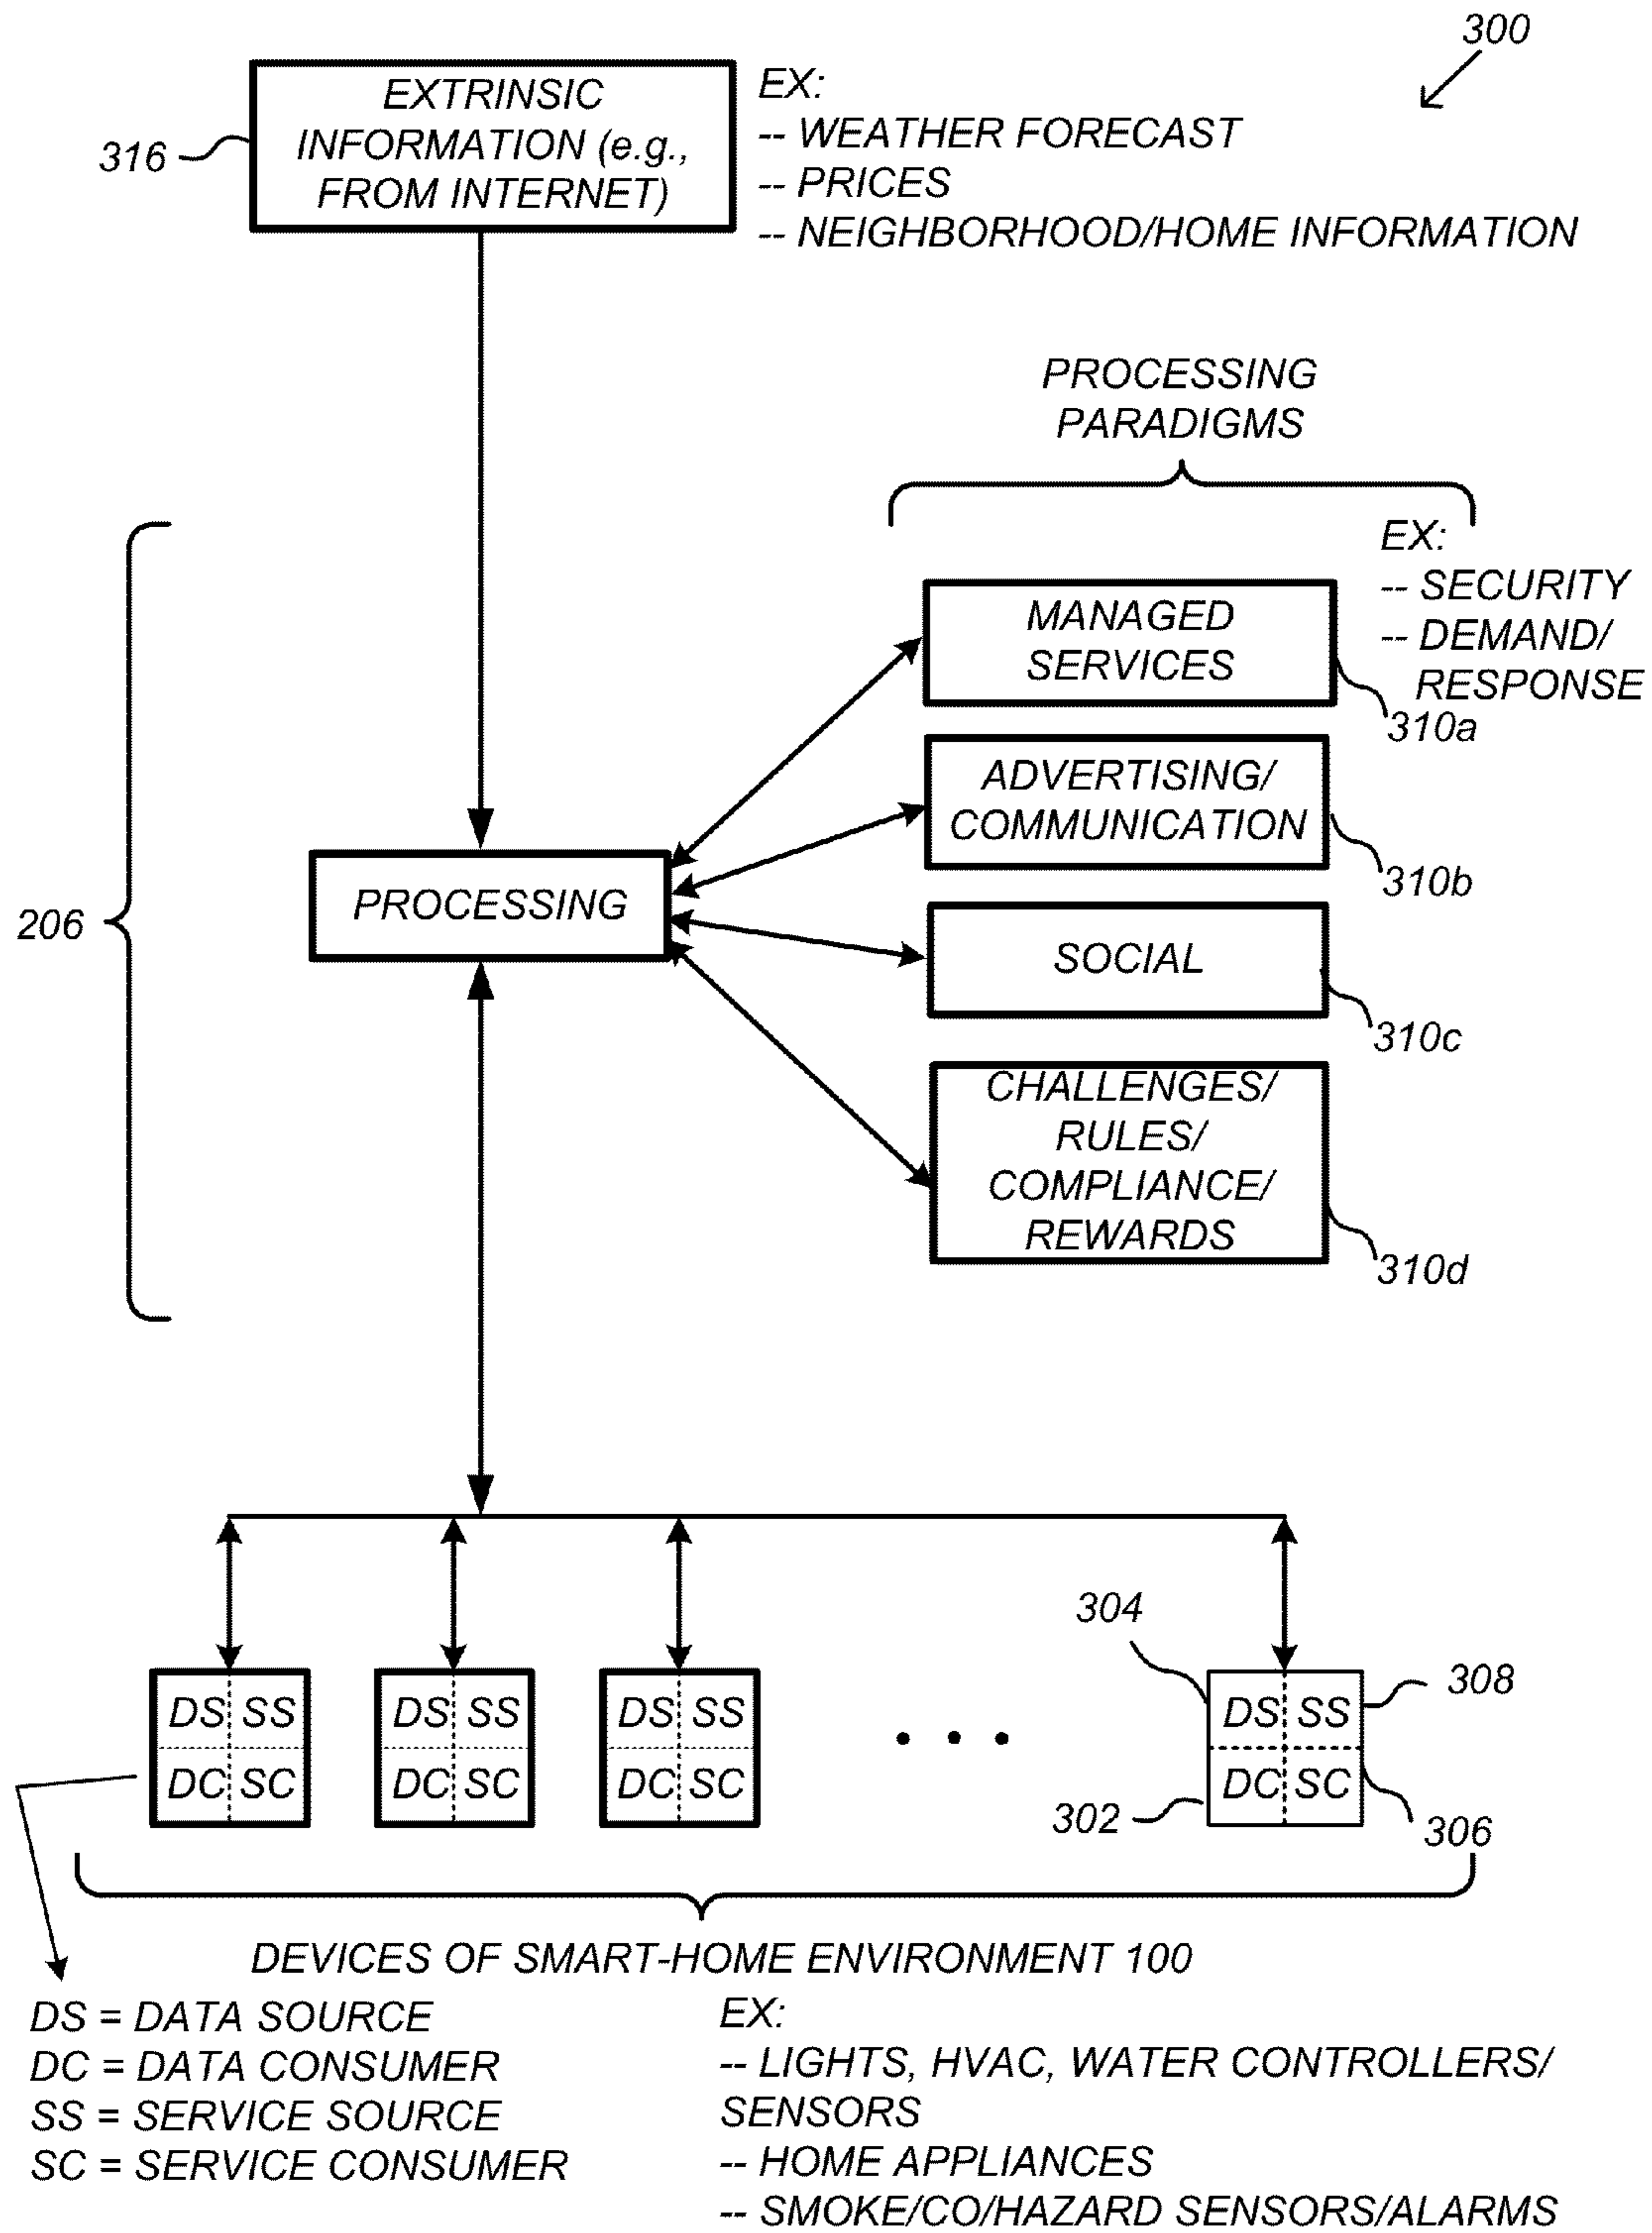 300
EXTRINSIC
INFORMATION (e.g.,
FROM INTERNET)
316
EX:
-- WEATHER FORECAST
-- PRICES
-- NEIGHBORHOOD/HOME INFORMATION
PROCESSING
PARADIGMS
EX:
-- SECURITY
-- DEMAND/
RESPONSE
MANAGED
SERVICES
310a
ADVERTISING/
COMMUNICATION
310b
206
PROCESSING
SOCIAL
310c
CHALLENGES/
RULES/
COMPLIANCE/
REWARDS
310d
304
308
DS SS
DC SC
DS SS
DC SC
DS SS
DC SC
. . .
DS SS
DC SC
302
306
DEVICES OF SMART-HOME ENVIRONMENT 100
DS = DATA SOURCE
DC = DATA CONSUMER
SS = SERVICE SOURCE
SC = SERVICE CONSUMER
EX:
-- LIGHTS, HVAC, WATER CONTROLLERS/
SENSORS
-- HOME APPLIANCES
-- SMOKE/CO/HAZARD SENSORS/ALARMS